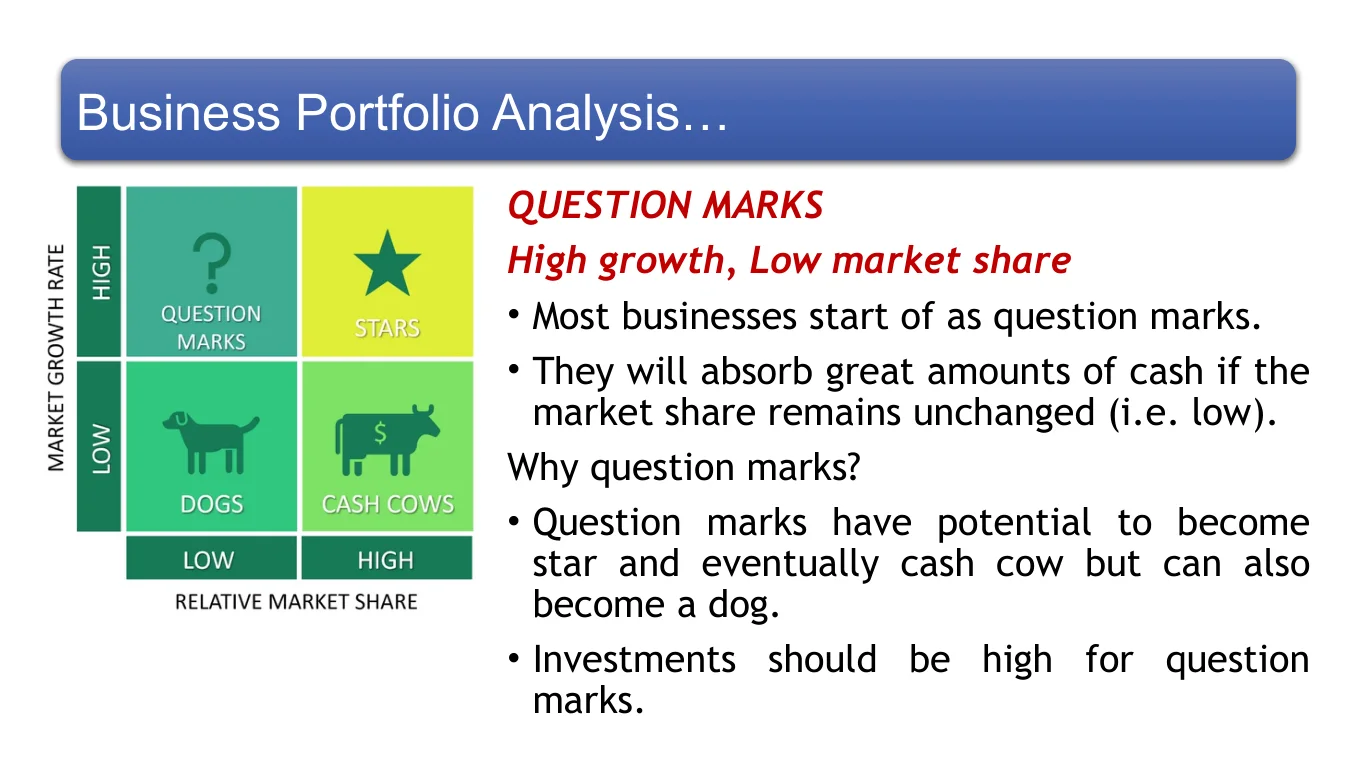 Business Portfolio Analysis…
MARKET GROWTH RATE
HIGH
LOW
QUESTION
MARKS
STARS
DOGS
$
CASH COWS
LOW
HIGH
RELATIVE MARKET SHARE
QUESTION MARKS
High growth, Low market share
• Most businesses start of as question marks.
• They will absorb great amounts of cash if the
market share remains unchanged (i.e. low).
Why question marks?
• Question marks have potential to become
star and eventually cash cow but can also
become a dog.
• Investments should be high for question
marks.